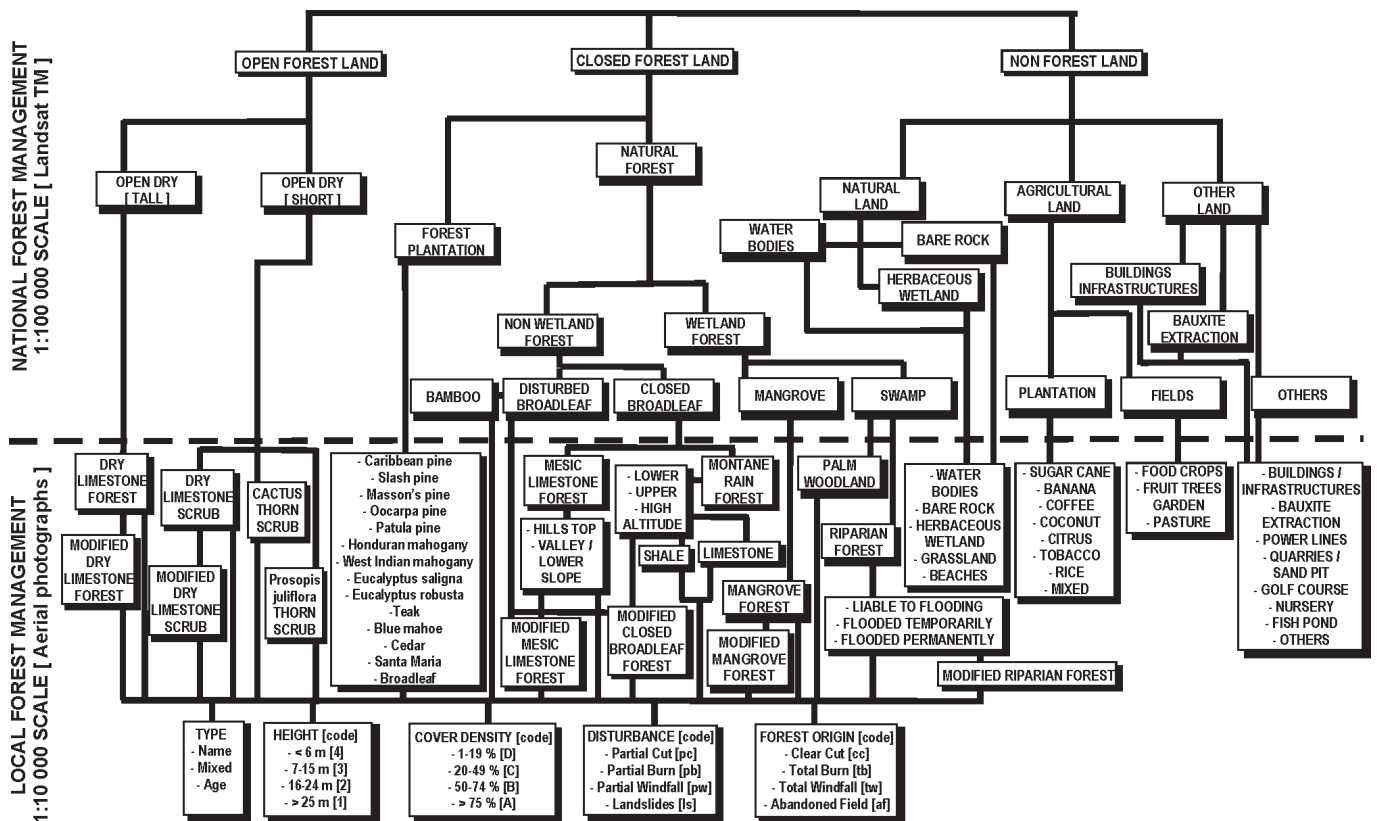 NATIONAL FOREST MANAGEMENT
1:100 000 SCALE [ Landsat TM ]
OPEN FOREST LAND
CLOSED FOREST LAND
NON FOREST LAND
OPEN DRY
[ TALL ]
OPEN DRY
[ SHORT ]
NATURAL
FOREST
FOREST
PLANTATION
NATURAL
LAND
AGRICULTURAL
LAND
OTHER
LAND
WATER
BODIES
BARE ROCK
HERBACEOUS
WETLAND
BUILDINGS
INFRASTRUCTURES
BAUXITE
EXTRACTION
NON WETLAND
FOREST
WETLAND
FOREST
BAMBOO
DISTURBED
BROADLEAF
CLOSED
BROADLEAF
MANGROVE
SWAMP
PLANTATION
FIELDS
OTHERS
LOCAL FOREST MANAGEMENT
1:10 000 SCALE [ Aerial photographs ]
DRY
LIMESTONE
FOREST
MODIFIED
DRY
LIMESTONE
FOREST
DRY
LIMESTONE
SCRUB
MODIFIED
DRY
LIMESTONE
SCRUB
CACTUS
THORN
SCRUB
Prosopis
juliflora
THORN
SCRUB
- Caribbean pine
- Slash pine
- Masson's pine
- Oocarpa pine
- Patula pine
- Honduran mahogany
- West Indian mahogany
- Eucalyptus saligna
- Eucalyptus robusta
- Teak
- Blue mahoe
- Cedar
- Santa Maria
- Broadleaf
MESIC
LIMESTONE
FOREST
- HILLS TOP
- VALLEY /
LOWER
SLOPE
MODIFIED
MESIC
LIMESTONE
FOREST
- LOWER
- UPPER
- HIGH
ALTITUDE
MONTANE
RAIN
FOREST
SHALE
LIMESTONE
MODIFIED
CLOSED
BROADLEAF
FOREST
MANGROVE
FOREST
MODIFIED
MANGROVE
FOREST
PALM
WOODLAND
RIPARIAN
FOREST
- LIABLE TO FLOODING
- FLOODED TEMPORARILY
- FLOODED PERMANENTLY
MODIFIED RIPARIAN FOREST
- WATER
BODIES
- BARE ROCK
- HERBACEOUS
WETLAND
- GRASSLAND
- BEACHES
- SUGAR CANE
- BANANA
- COFFEE
- COCONUT
- CITRUS
- TOBACCO
- RICE
- MIXED
- FOOD CROPS
- FRUIT TREES
GARDEN
- PASTURE
- BUILDINGS /
INFRASTRUCTURES
- BAUXITE
EXTRACTION
- POWER LINES
- QUARRIES /
SAND PIT
- GOLF COURSE
- NURSERY
- FISH POND
- OTHERS
TYPE
- Name
- Mixed
- Age
HEIGHT [code]
- < 6 m [4]
- 7-15 m [3]
- 16-24 m [2]
- > 25 m [1]
COVER DENSITY [code]
- 1-19 % [D]
- 20-49 % [C]
- 50-74 % [B]
- > 75 % [A]
DISTURBANCE [code]
- Partial Cut [pc]
- Partial Burn [pb]
- Partial Windfall [pw]
- Landslides [ls]
FOREST ORIGIN [code]
- Clear Cut [cc]
- Total Burn [tb]
- Total Windfall [tw]
- Abandoned Field [af]